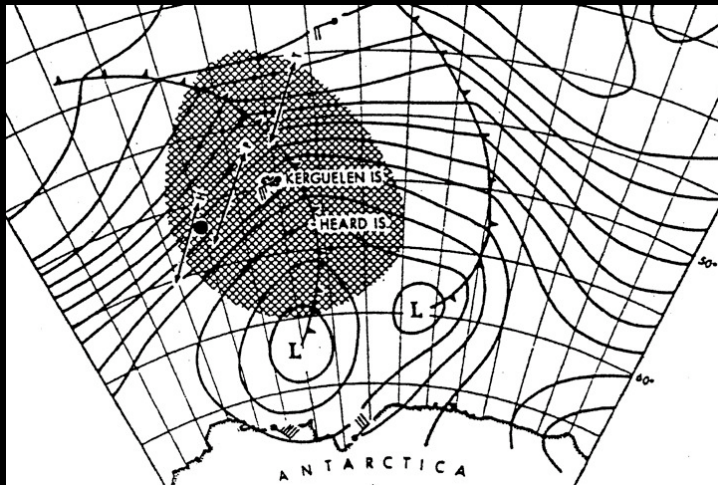 T
P
H
KERGUELEN IS.
HEARD IS.
50°
L
L
60°
ANTARCTICA